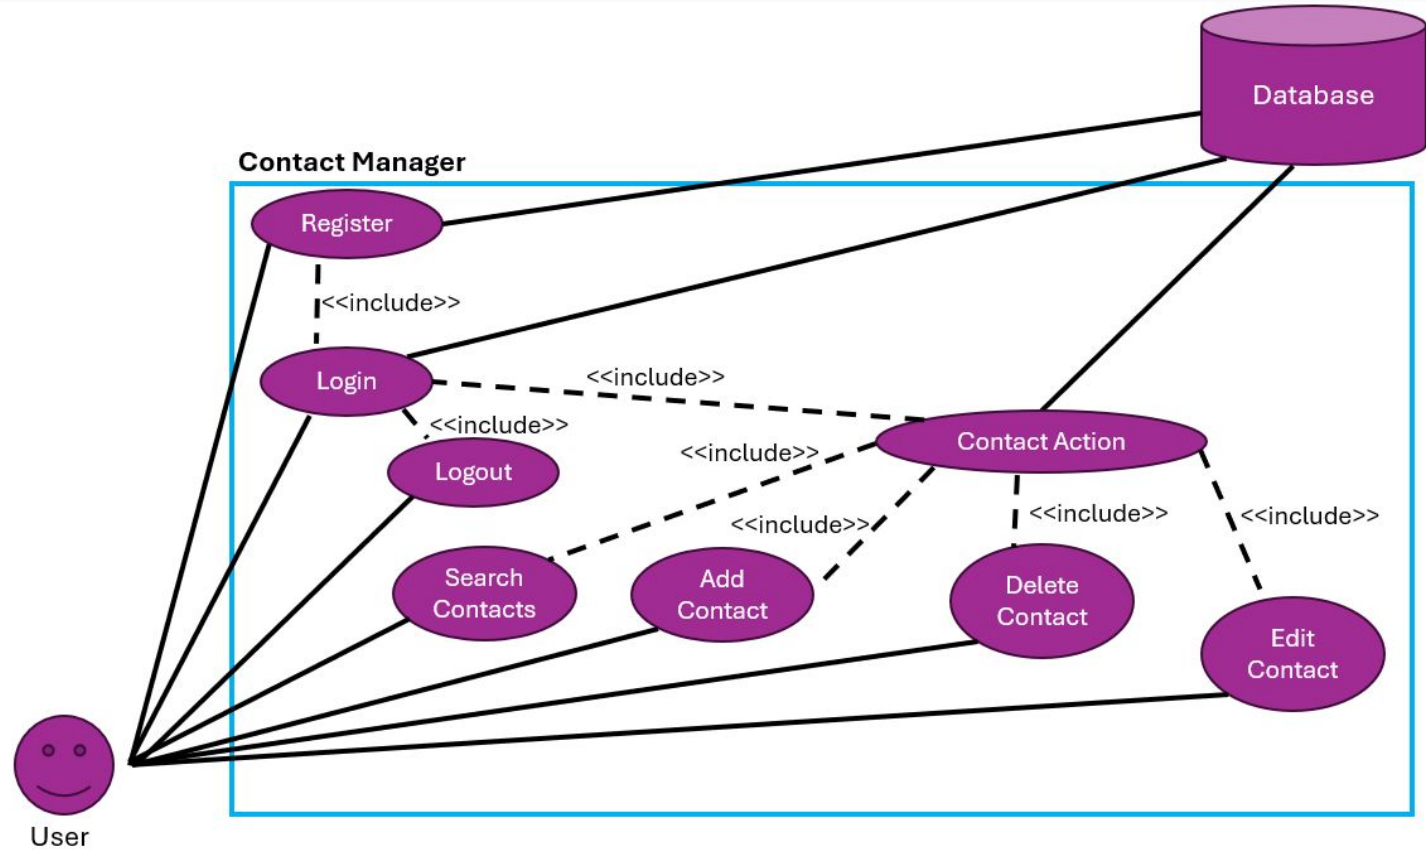 Database
Contact Manager
Register
<<include>>
Login
<<include>>
<<include>>
Logout
Contact Action
<<include>>
<<include>>
<<include>>
<<include>>
Search
Contacts
Add
Contact
Delete
Contact
Edit
Contact
User